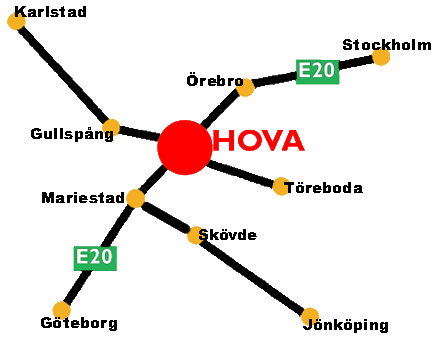 Karlstad
Stockholm
E20
Örebro
Gullspång
HOVA
Töreboda
Mariestad
Skövde
E20
Göteborg
Jönköping